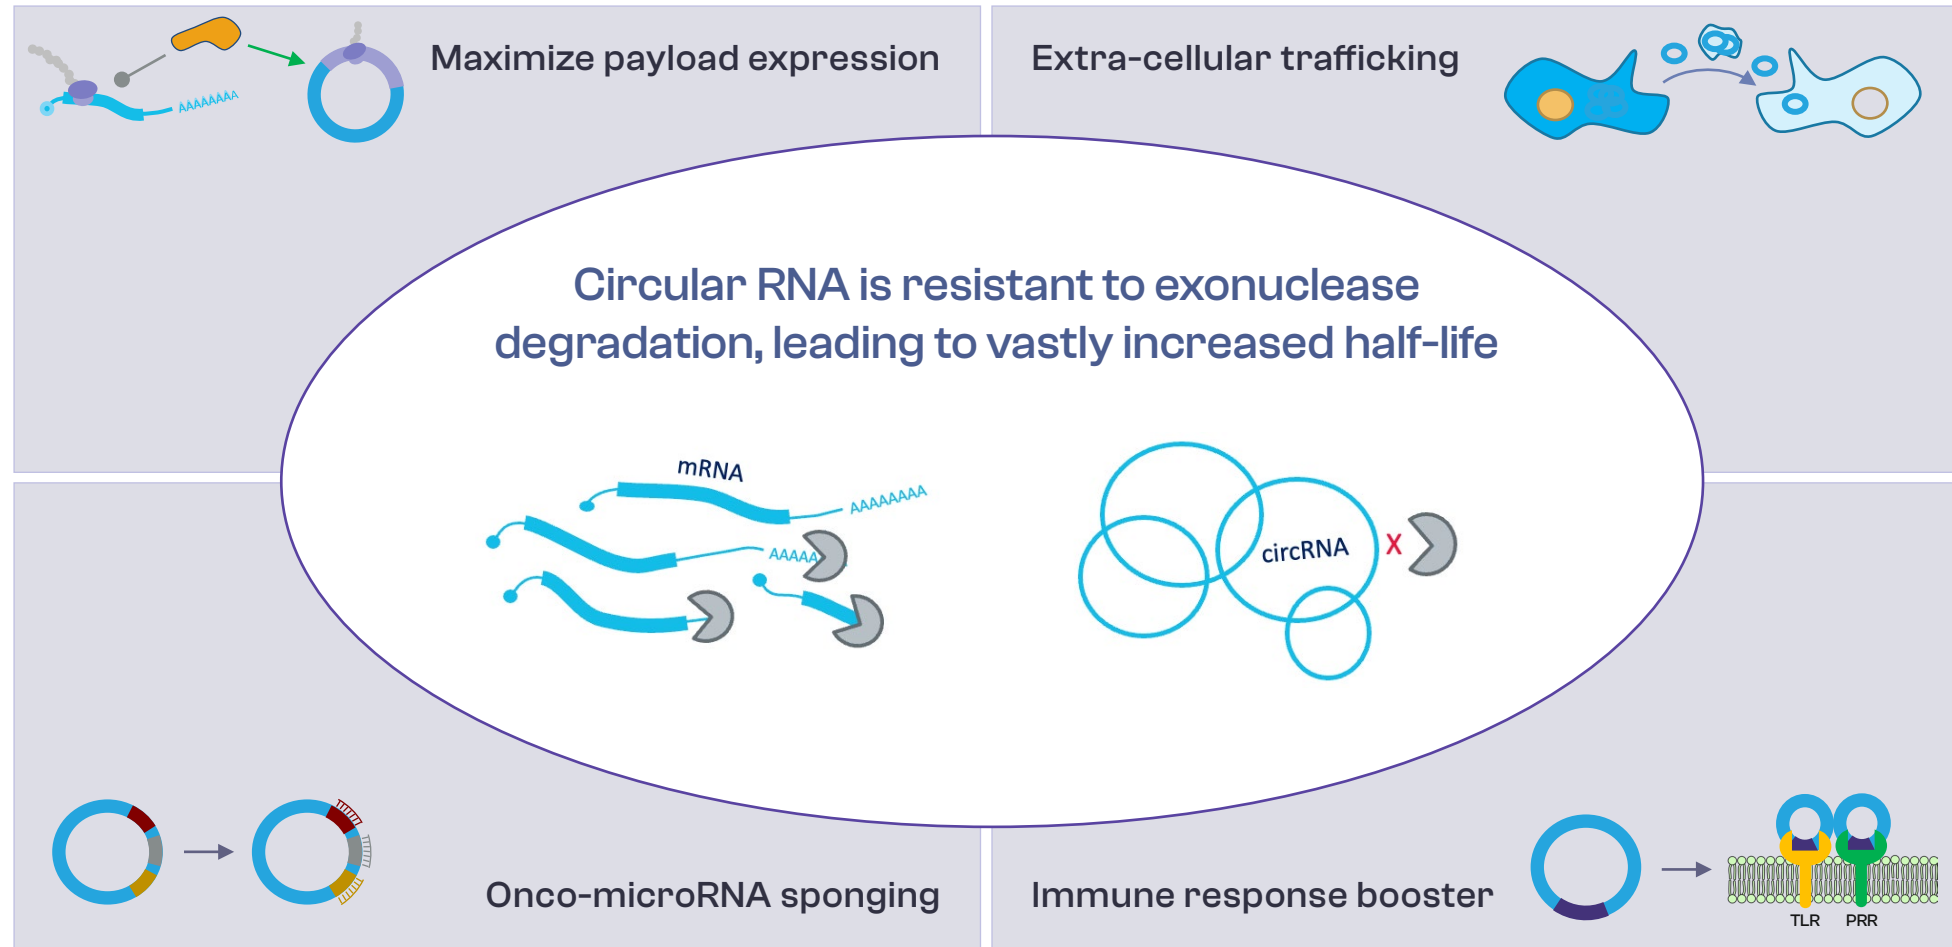 Maximize payload expression
AAAAAAAA
Extra-cellular trafficking
Circular RNA is resistant to exonuclease
degradation, leading to vastly increased half-life
mRNA
AAAAAAAA
AAAAA
circRNA
X
Onco-microRNA sponging
Immune response booster
TLR PRR